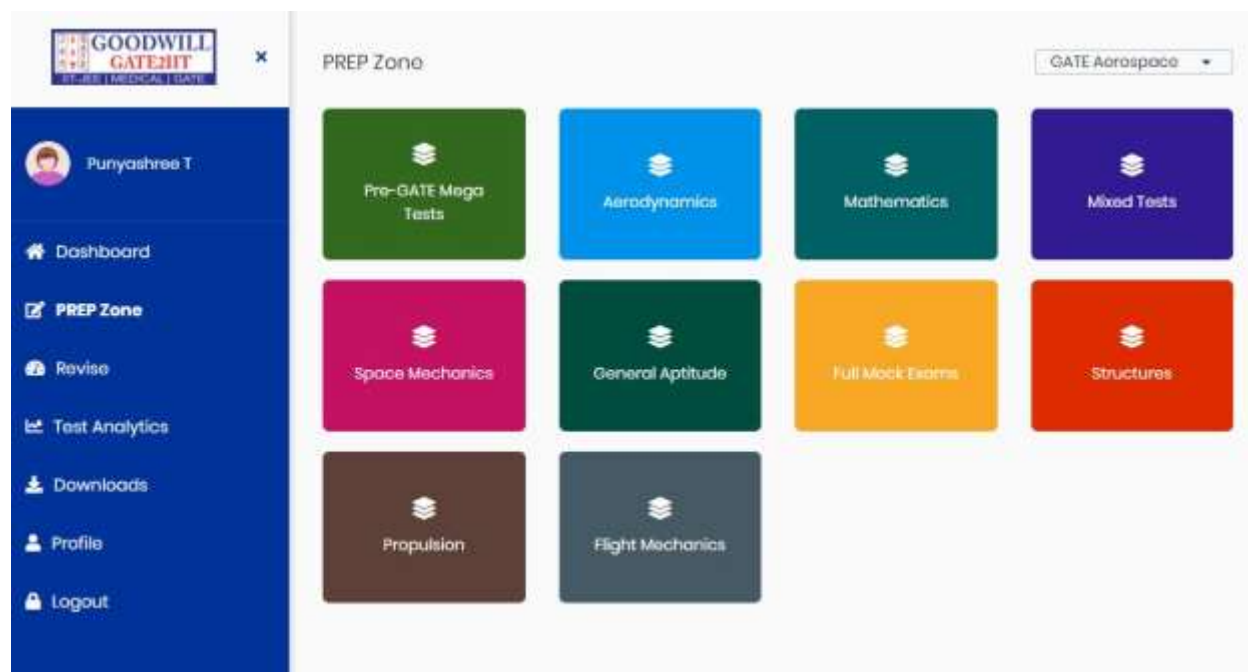 GOODWILL
GATE2IIT
IIT-JEE | MEDICAL | GATE
×
PREP Zone
GATE Aerospace
Punyashree T
Dashboard
PREP Zone
Revise
Test Analytics
Downloads
Profile
Logout
Pre-GATE Mega
Tests
Aerodynamics
Mathematics
Mixed Tests
Space Mechanics
General Aptitude
Full Mock Exams
Structures
Propulsion
Flight Mechanics